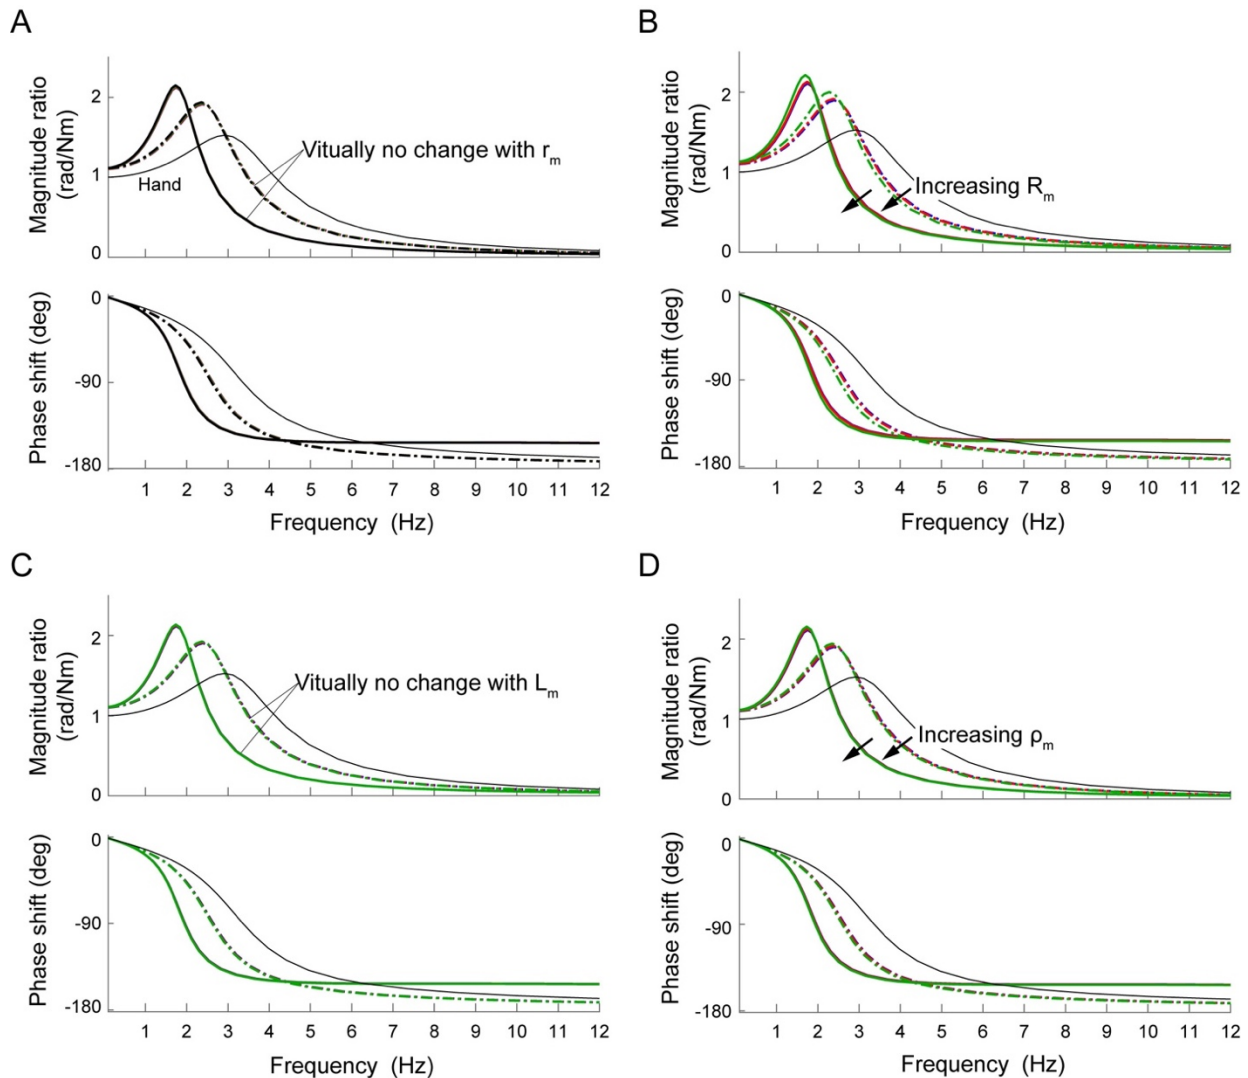 A
Magnitude ratio
(rad/Nm)
2
1
0
Hand
Vitually no change with rm
Phase shift (deg)
0
-90
-180
1 2 3 4 5 6 7 8 9 10 11 12
Frequency (Hz)
B
Magnitude ratio
(rad/Nm)
2
1
0
Increasing Rm
Phase shift (deg)
0
-90
-180
1 2 3 4 5 6 7 8 9 10 11 12
Frequency (Hz)
C
Magnitude ratio
(rad/Nm)
2
1
0
Vitually no change with Lm
Phase shift (deg)
0
-90
-180
1 2 3 4 5 6 7 8 9 10 11 12
Frequency (Hz)
D
Magnitude ratio
(rad/Nm)
2
1
0
Increasing ρm
Phase shift (deg)
0
-90
-180
1 2 3 4 5 6 7 8 9 10 11 12
Frequency (Hz)